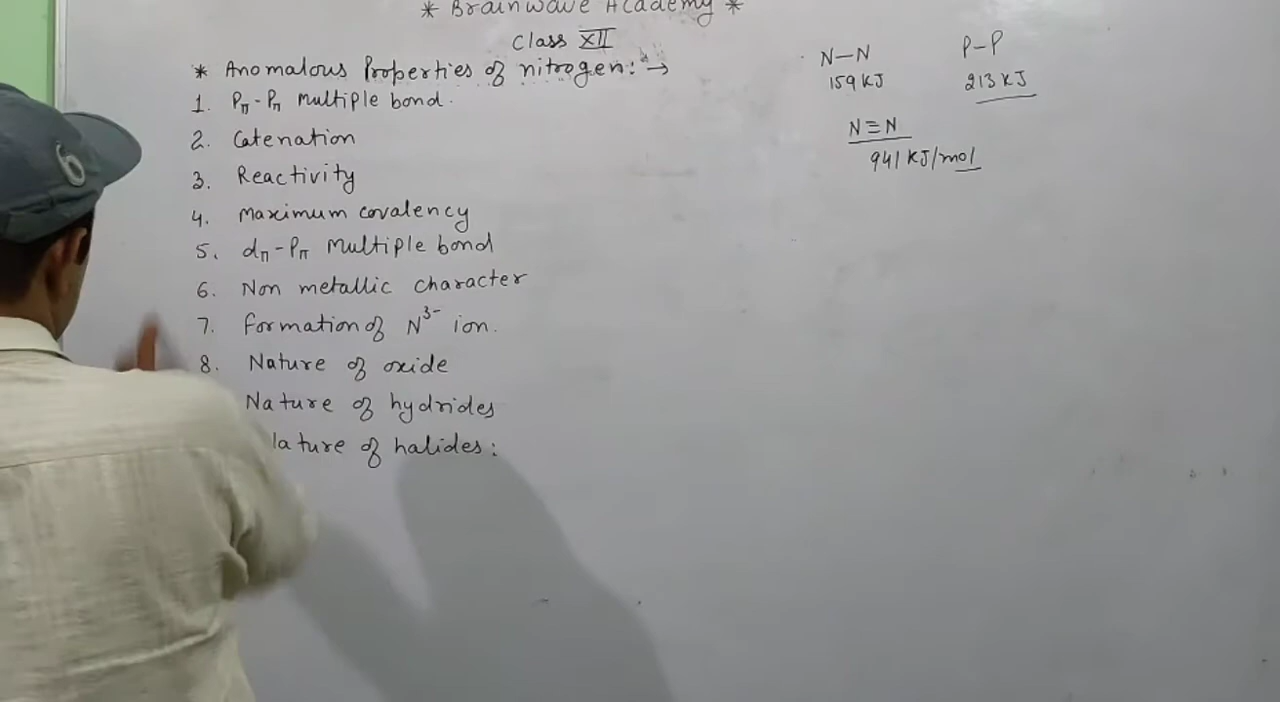 * Brainwave Academy *
Class XII
* Anomalous Properties of nitrogen: →
1. Pπ-Pπ Multiple bond.
2. Catenation
3. Reactivity
4. Maximum covalency
5. dπ-Pπ Multiple bond
6. Non metallic character
7. Formation of N³⁻ ion.
8. Nature of oxide
Nature of hydrides
Nature of halides:
N-N P-P
159 KJ 213 KJ
N≡N
941 KJ/mol
6